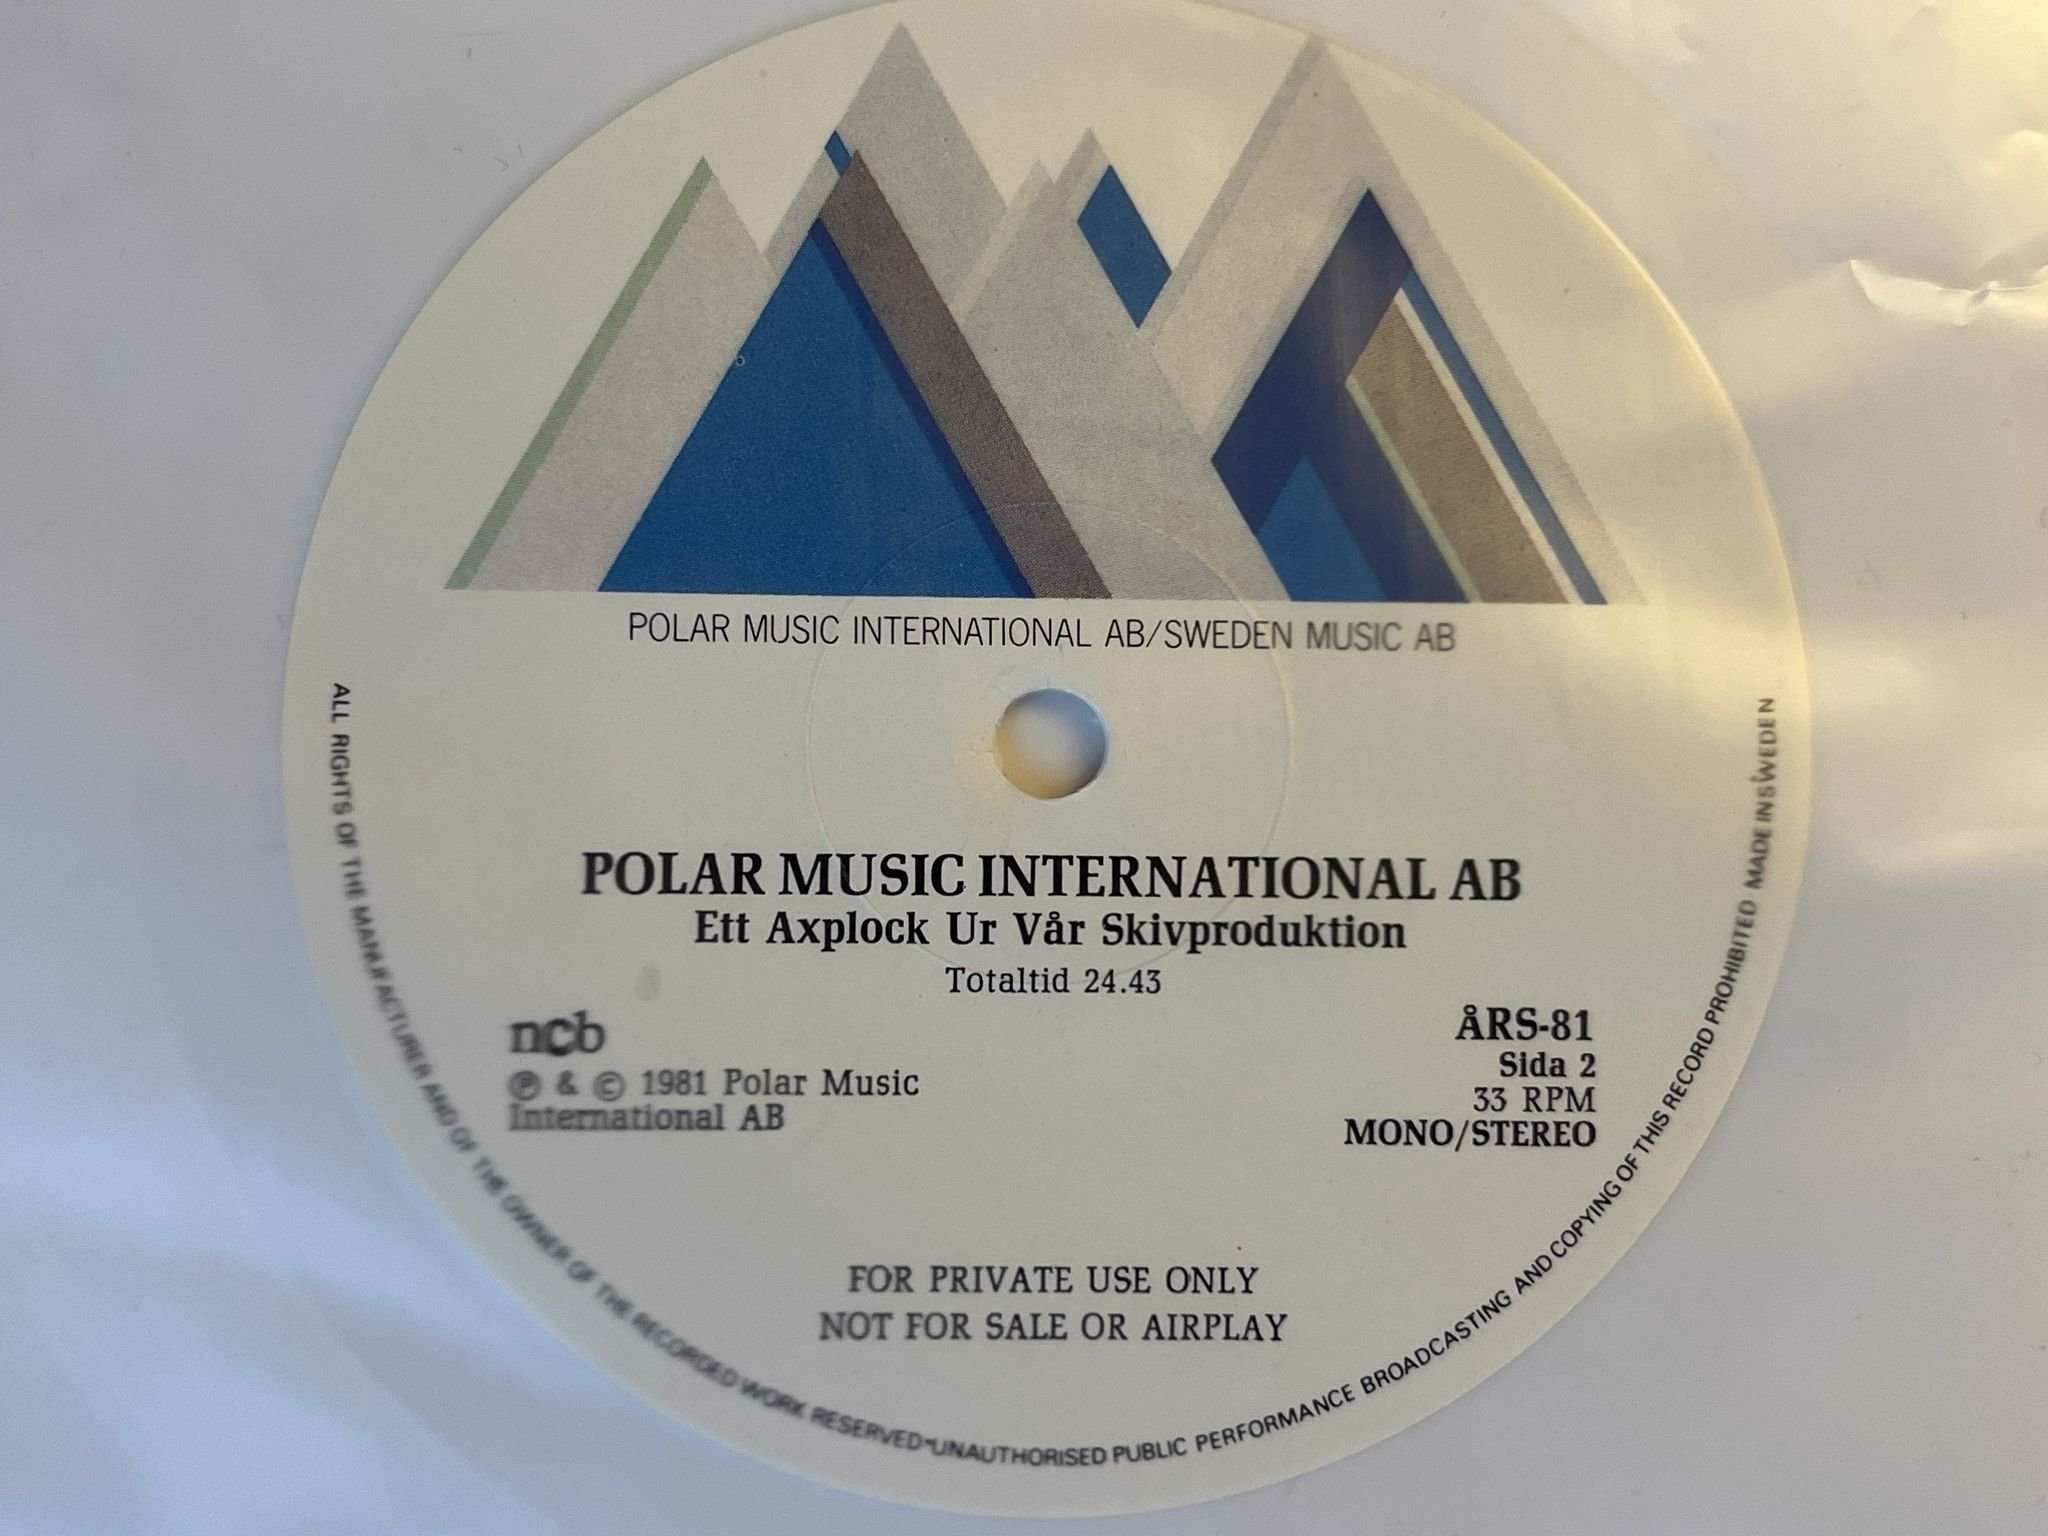 POLAR MUSIC INTERNATIONAL AB/SWEDEN MUSIC AB
POLAR MUSIC INTERNATIONAL AB
Ett Axplock Ur Vår Skivproduktion
Totaltid 24.43
ncb
Ⓟ & © 1981 Polar Music
International AB
ÅRS-81
Sida 2
33 RPM
MONO/STEREO
FOR PRIVATE USE ONLY
NOT FOR SALE OR AIRPLAY
ALL RIGHTS OF THE MANUFACTURER AND OF THE OWNER OF THE RECORDED WORK RESERVED•UNAUTHORISED PUBLIC PERFORMANCE BROADCASTING AND COPYING OF THIS RECORD PROHIBITED MADE IN SWEDEN